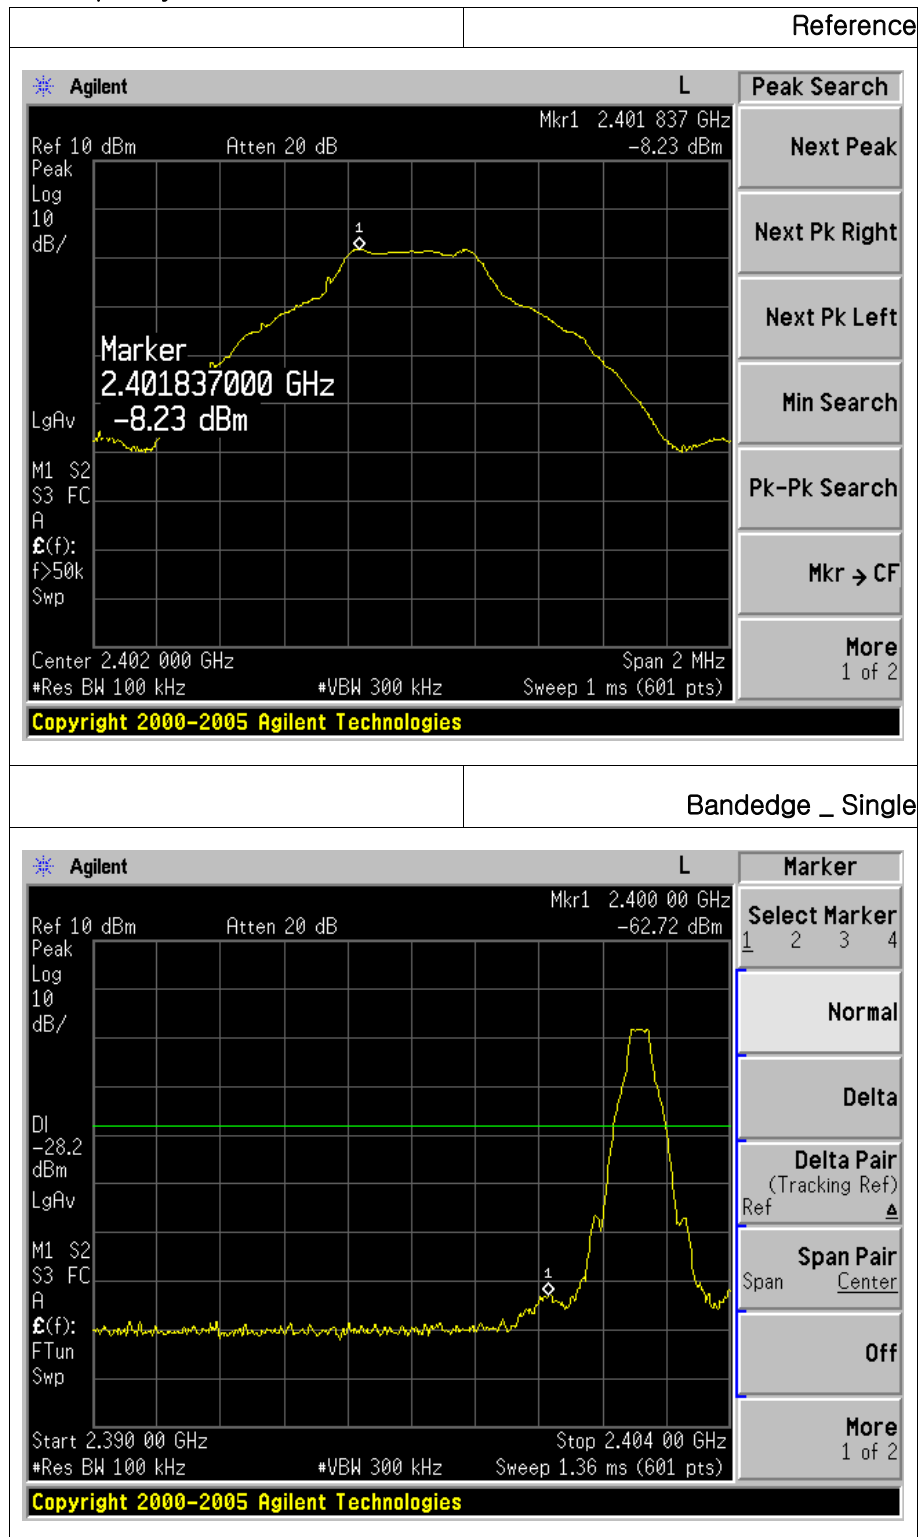 Reference
Agilent L Peak Search
Mkr1 2.401 837 GHz
Ref 10 dBm Atten 20 dB -8.23 dBm
Peak
Log
10
dB/
1
Marker
2.401837000 GHz
-8.23 dBm
LgAv
M1 S2
S3 FC
A
£(f):
f>50k
Swp
Center 2.402 000 GHz Span 2 MHz
#Res BW 100 kHz #VBW 300 kHz Sweep 1 ms (601 pts)
Copyright 2000-2005 Agilent Technologies
Next Peak
Next Pk Right
Next Pk Left
Min Search
Pk-Pk Search
Mkr → CF
More
1 of 2
Bandedge _ Single
Agilent L Marker
Mkr1 2.400 00 GHz
Ref 10 dBm Atten 20 dB -62.72 dBm
Peak
Log
10
dB/
DI
-28.2
dBm
LgAv
1
M1 S2
S3 FC
A
£(f):
FTun
Swp
Start 2.390 00 GHz Stop 2.404 00 GHz
#Res BW 100 kHz #VBW 300 kHz Sweep 1.36 ms (601 pts)
Copyright 2000-2005 Agilent Technologies
Select Marker
1 2 3 4
Normal
Delta
Delta Pair
(Tracking Ref)
Ref Δ
Span Pair
Span Center
Off
More
1 of 2